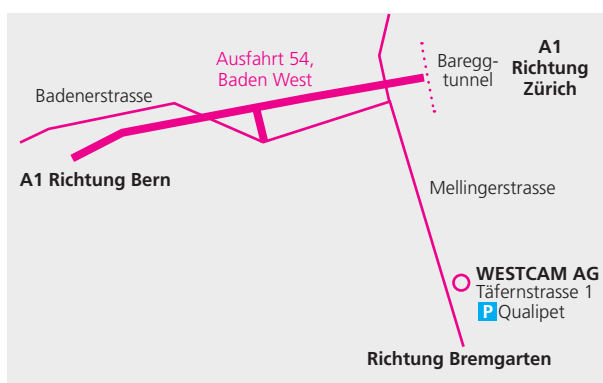 Ausfahrt 54,
Baden West
Baregg-
tunnel
A1
Richtung
Zürich
Badenerstrasse
A1 Richtung Bern
Mellingerstrasse
WESTCAM AG
Täfernstrasse 1
P Qualipet
Richtung Bremgarten